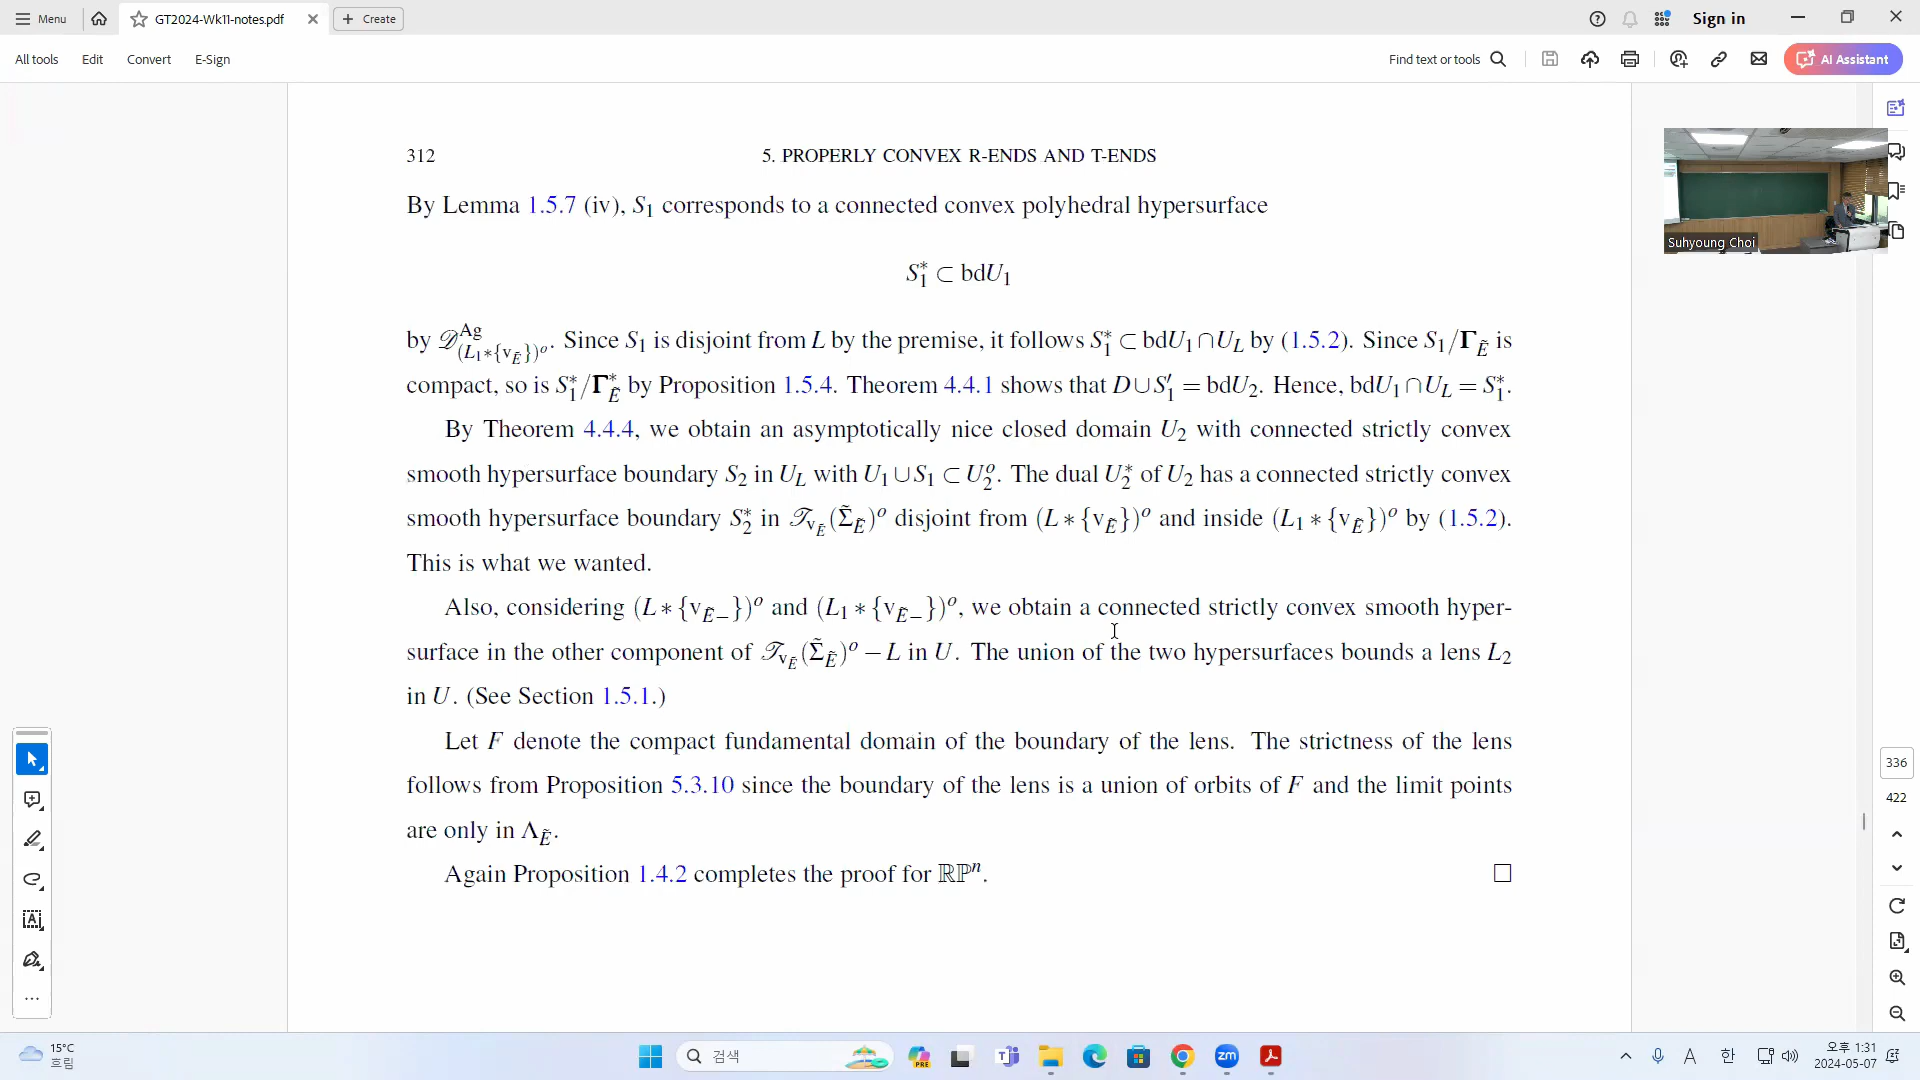 Menu
GT2024-Wk11-notes.pdf
Create
Sign in
All tools
Edit
Convert
E-Sign
Find text or tools
AI Assistant
312
5. PROPERLY CONVEX R-ENDS AND T-ENDS
By Lemma 1.5.7 (iv), S₁ corresponds to a connected convex polyhedral hypersurface
S₁* ⊂ bdU₁
by 𝒟^Ag_{(L₁∗{v_Ẽ})^o}. Since S₁ is disjoint from L by the premise, it follows S₁* ⊂ bdU₁ ∩ U_L by (1.5.2). Since S₁/Γ_Ẽ is
compact, so is S₁*/Γ*_Ẽ by Proposition 1.5.4. Theorem 4.4.1 shows that D ∪ S₁′ = bdU₂. Hence, bdU₁ ∩ U_L = S₁*.
By Theorem 4.4.4, we obtain an asymptotically nice closed domain U₂ with connected strictly convex
smooth hypersurface boundary S₂ in U_L with U₁ ∪ S₁ ⊂ U₂^o. The dual U₂* of U₂ has a connected strictly convex
smooth hypersurface boundary S₂* in 𝒯_{v_Ẽ}(Σ̃_Ẽ)^o disjoint from (L ∗ {v_Ẽ})^o and inside (L₁ ∗ {v_Ẽ})^o by (1.5.2).
This is what we wanted.
Also, considering (L ∗ {v_{Ẽ−}})^o and (L₁ ∗ {v_{Ẽ−}})^o, we obtain a connected strictly convex smooth hyper-
surface in the other component of 𝒯_{v_Ẽ}(Σ̃_Ẽ)^o − L in U. The union of the two hypersurfaces bounds a lens L₂
in U. (See Section 1.5.1.)
Let F denote the compact fundamental domain of the boundary of the lens. The strictness of the lens
follows from Proposition 5.3.10 since the boundary of the lens is a union of orbits of F and the limit points
are only in Λ_Ẽ.
Again Proposition 1.4.2 completes the proof for ℝℙⁿ. □
Suhyoung Choi
336
422
15°C
흐림
검색
PRE
zm
A
한
오후 1:31
2024-05-07